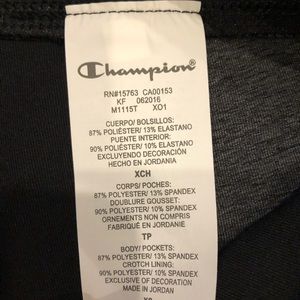 Champion®
RN#15763 CA00153
KF 062016
M1115T XO1
CUERPO/ BOLSILLOS:
87% POLIÉSTER/ 13% ELASTANO
PUENTE INTERIOR:
90% POLIÉSTER/ 10% ELASTANO
EXCLUYENDO DECORACIÓN
HECHO EN JORDANIA
XCH
CORPS/ POCHES:
87% POLYESTER/ 13% SPANDEX
DOUBLURE GOUSSET:
90% POLYESTER/ 10% SPANDEX
ORNEMENTS NON COMPRIS
FABRIQUÉ EN JORDANIE
TP
BODY/ POCKETS:
87% POLYESTER/ 13% SPANDEX
CROTCH LINING:
90% POLYESTER/ 10% SPANDEX
EXCLUSIVE OF DECORATION
MADE IN JORDAN
XS